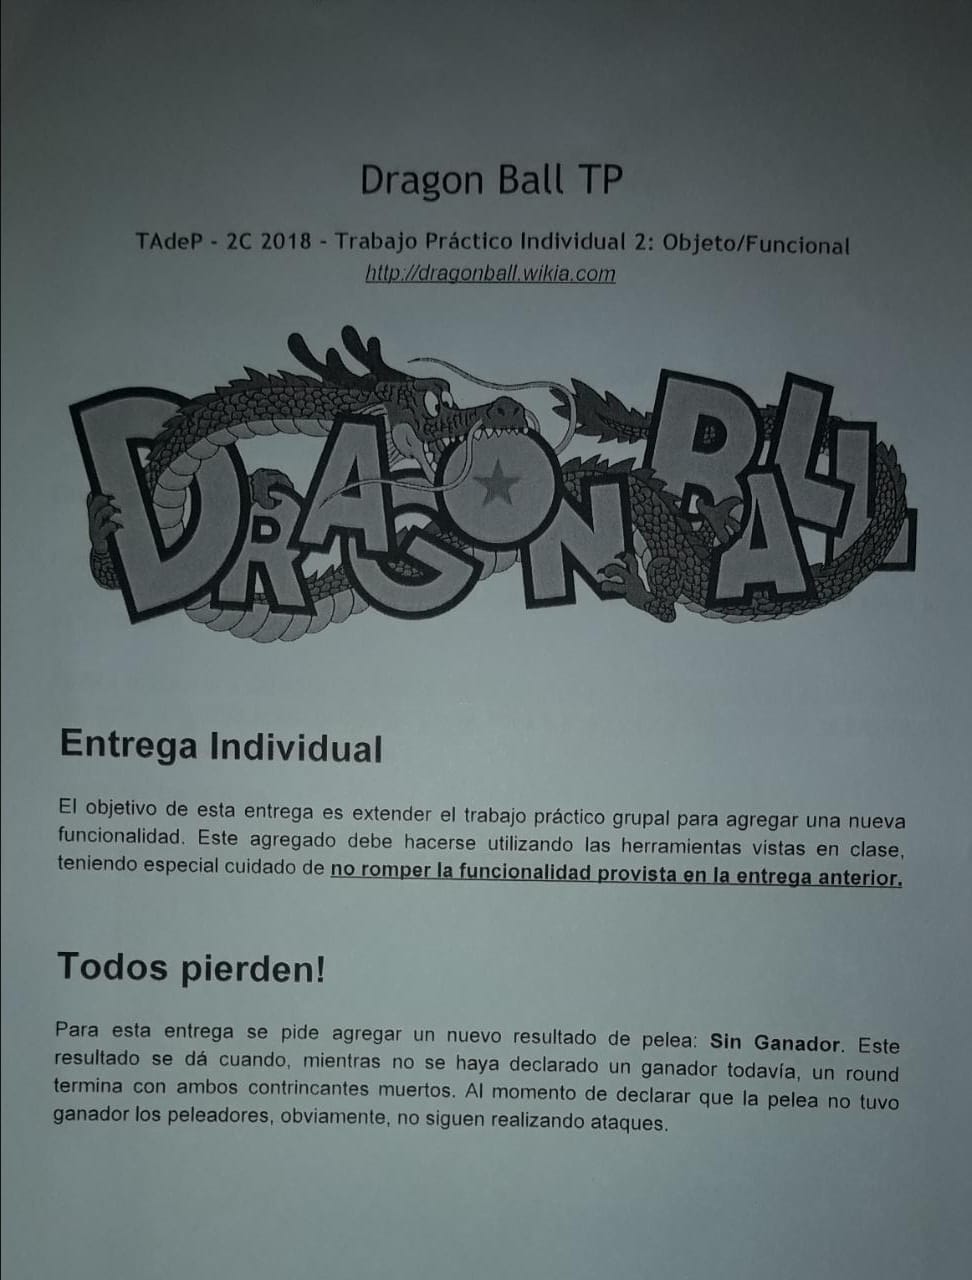 Dragon Ball TP
TAdeP - 2C 2018 - Trabajo Práctico Individual 2: Objeto/Funcional
http://dragonball.wikia.com
DRAGON BALL
Entrega Individual
El objetivo de esta entrega es extender el trabajo práctico grupal para agregar una nueva
funcionalidad. Este agregado debe hacerse utilizando las herramientas vistas en clase,
teniendo especial cuidado de no romper la funcionalidad provista en la entrega anterior.
Todos pierden!
Para esta entrega se pide agregar un nuevo resultado de pelea: Sin Ganador. Este
resultado se dá cuando, mientras no se haya declarado un ganador todavía, un round
termina con ambos contrincantes muertos. Al momento de declarar que la pelea no tuvo
ganador los peleadores, obviamente, no siguen realizando ataques.